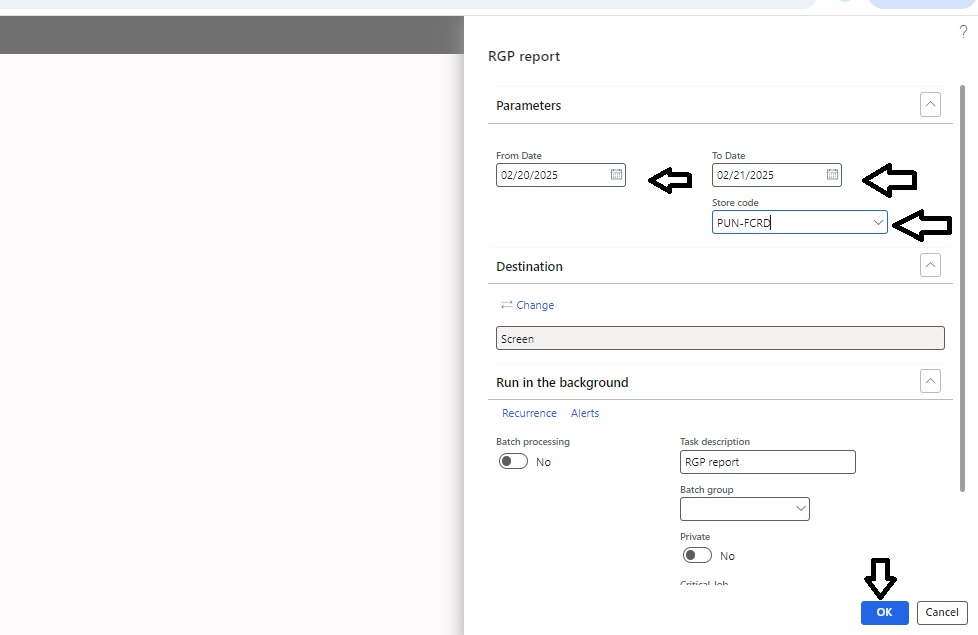 ?
RGP report
Parameters
From Date
To Date
02/20/2025
02/21/2025
Store code
PUN-FCRD
Destination
Change
Screen
Run in the background
Recurrence Alerts
Batch processing
Task description
No
RGP report
Batch group
Private
No
Critical Job
OK
Cancel